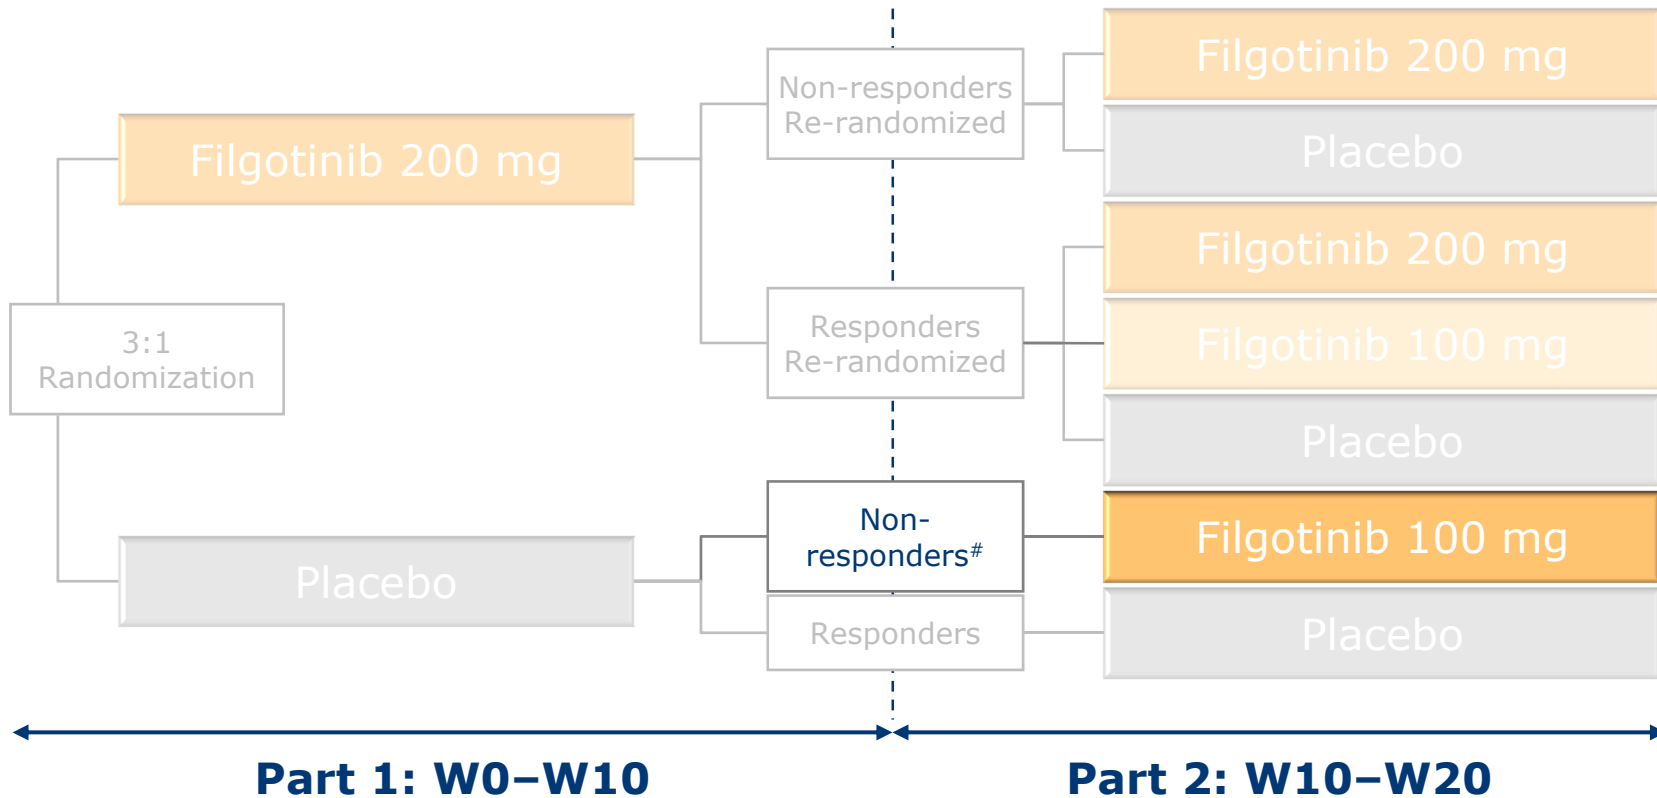 Non-responders
Re-randomized
Filgotinib 200 mg
Placebo
Filgotinib 200 mg
Filgotinib 200 mg
3:1
Randomization
Responders
Re-randomized
Filgotinib 100 mg
Placebo
Non-
responders#
Filgotinib 100 mg
Placebo
Responders
Placebo
Part 1: W0–W10
Part 2: W10–W20